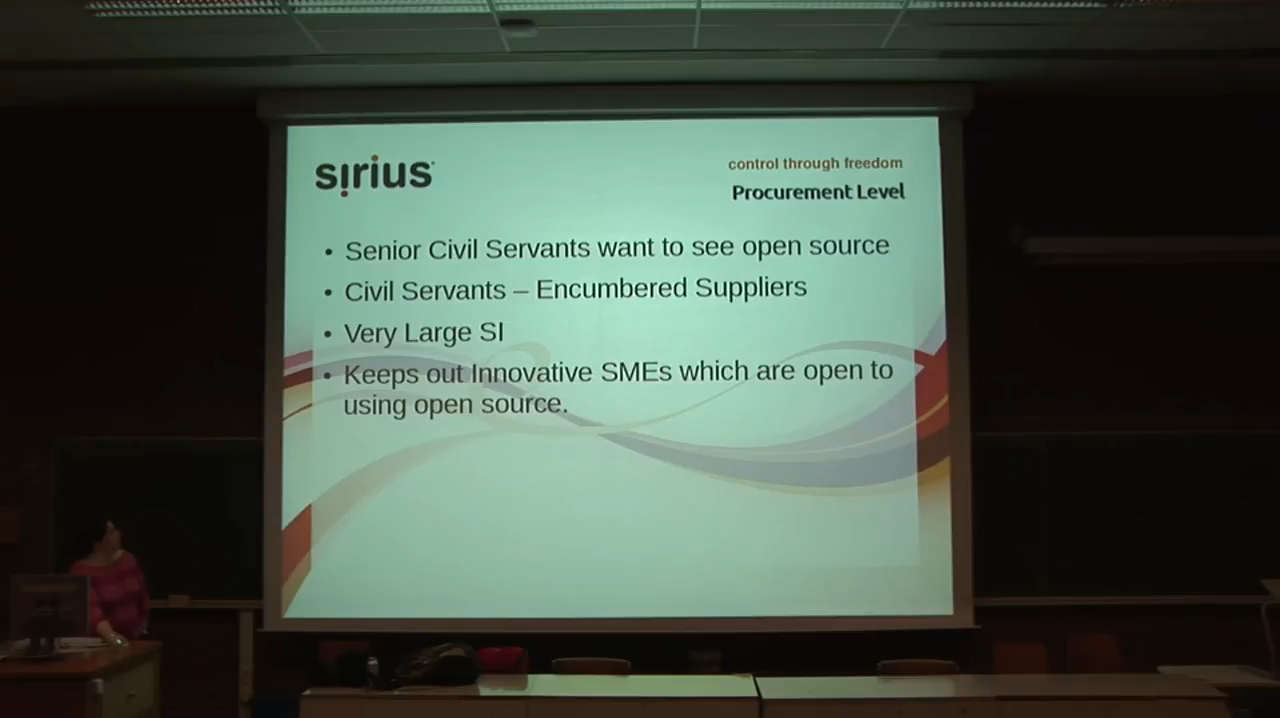 sirius
control through freedom
Procurement Level
• Senior Civil Servants want to see open source
• Civil Servants – Encumbered Suppliers
• Very Large SI
• Keeps out Innovative SMEs which are open to
using open source.